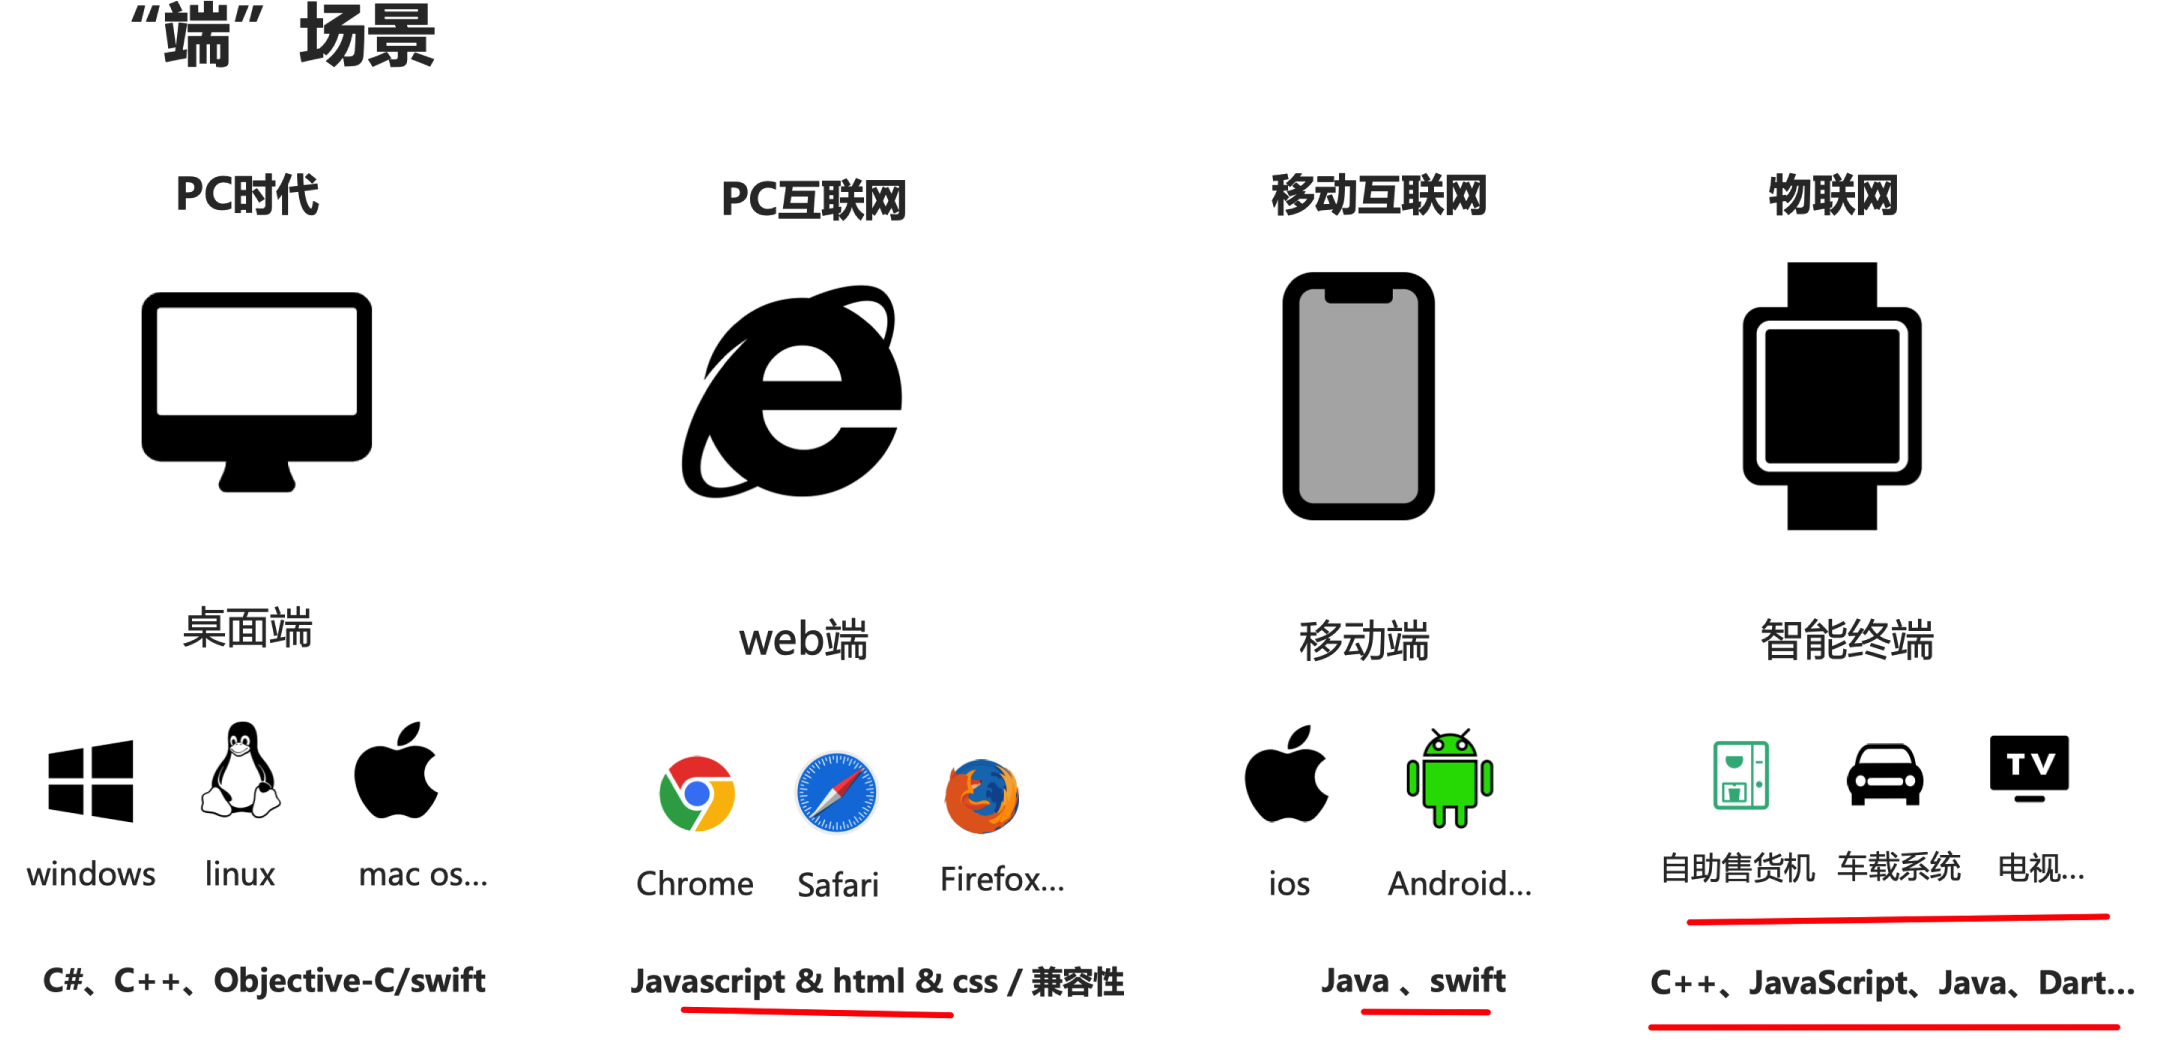 “端”场景
PC时代
PC互联网
移动互联网
物联网
桌面端
web端
移动端
智能终端
TV
windows
linux
mac os...
Chrome
Safari
Firefox...
ios
Android...
自助售货机
车载系统
电视...
C#、C++、Objective-C/swift
Javascript & html & css / 兼容性
Java 、swift
C++、JavaScript、Java、Dart...